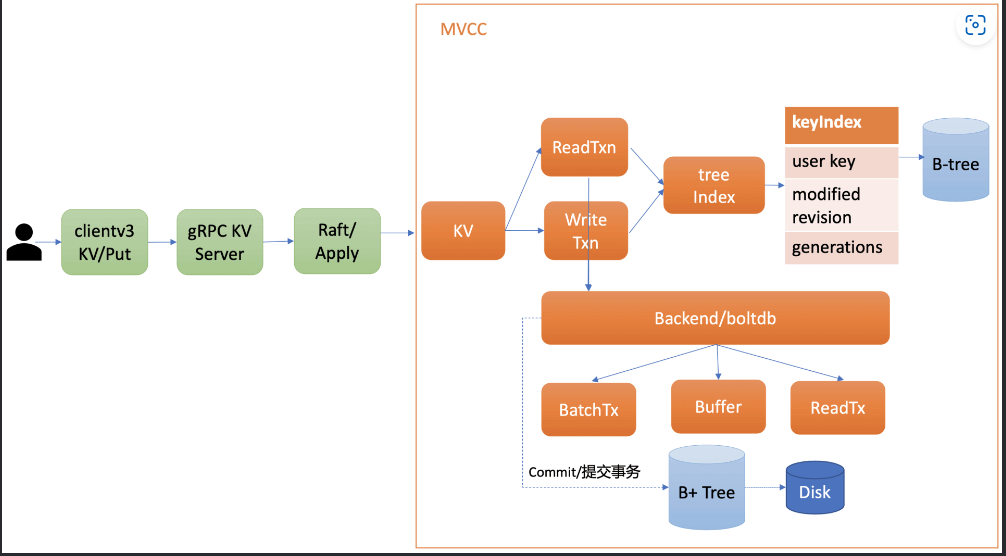 MVCC
clientv3
KV/Put
gRPC KV
Server
Raft/
Apply
KV
ReadTxn
Write
Txn
tree
Index
keyIndex
user key
modified
revision
generations
B-tree
Backend/boltdb
BatchTx
Buffer
ReadTx
Commit/提交事务
B+ Tree
Disk